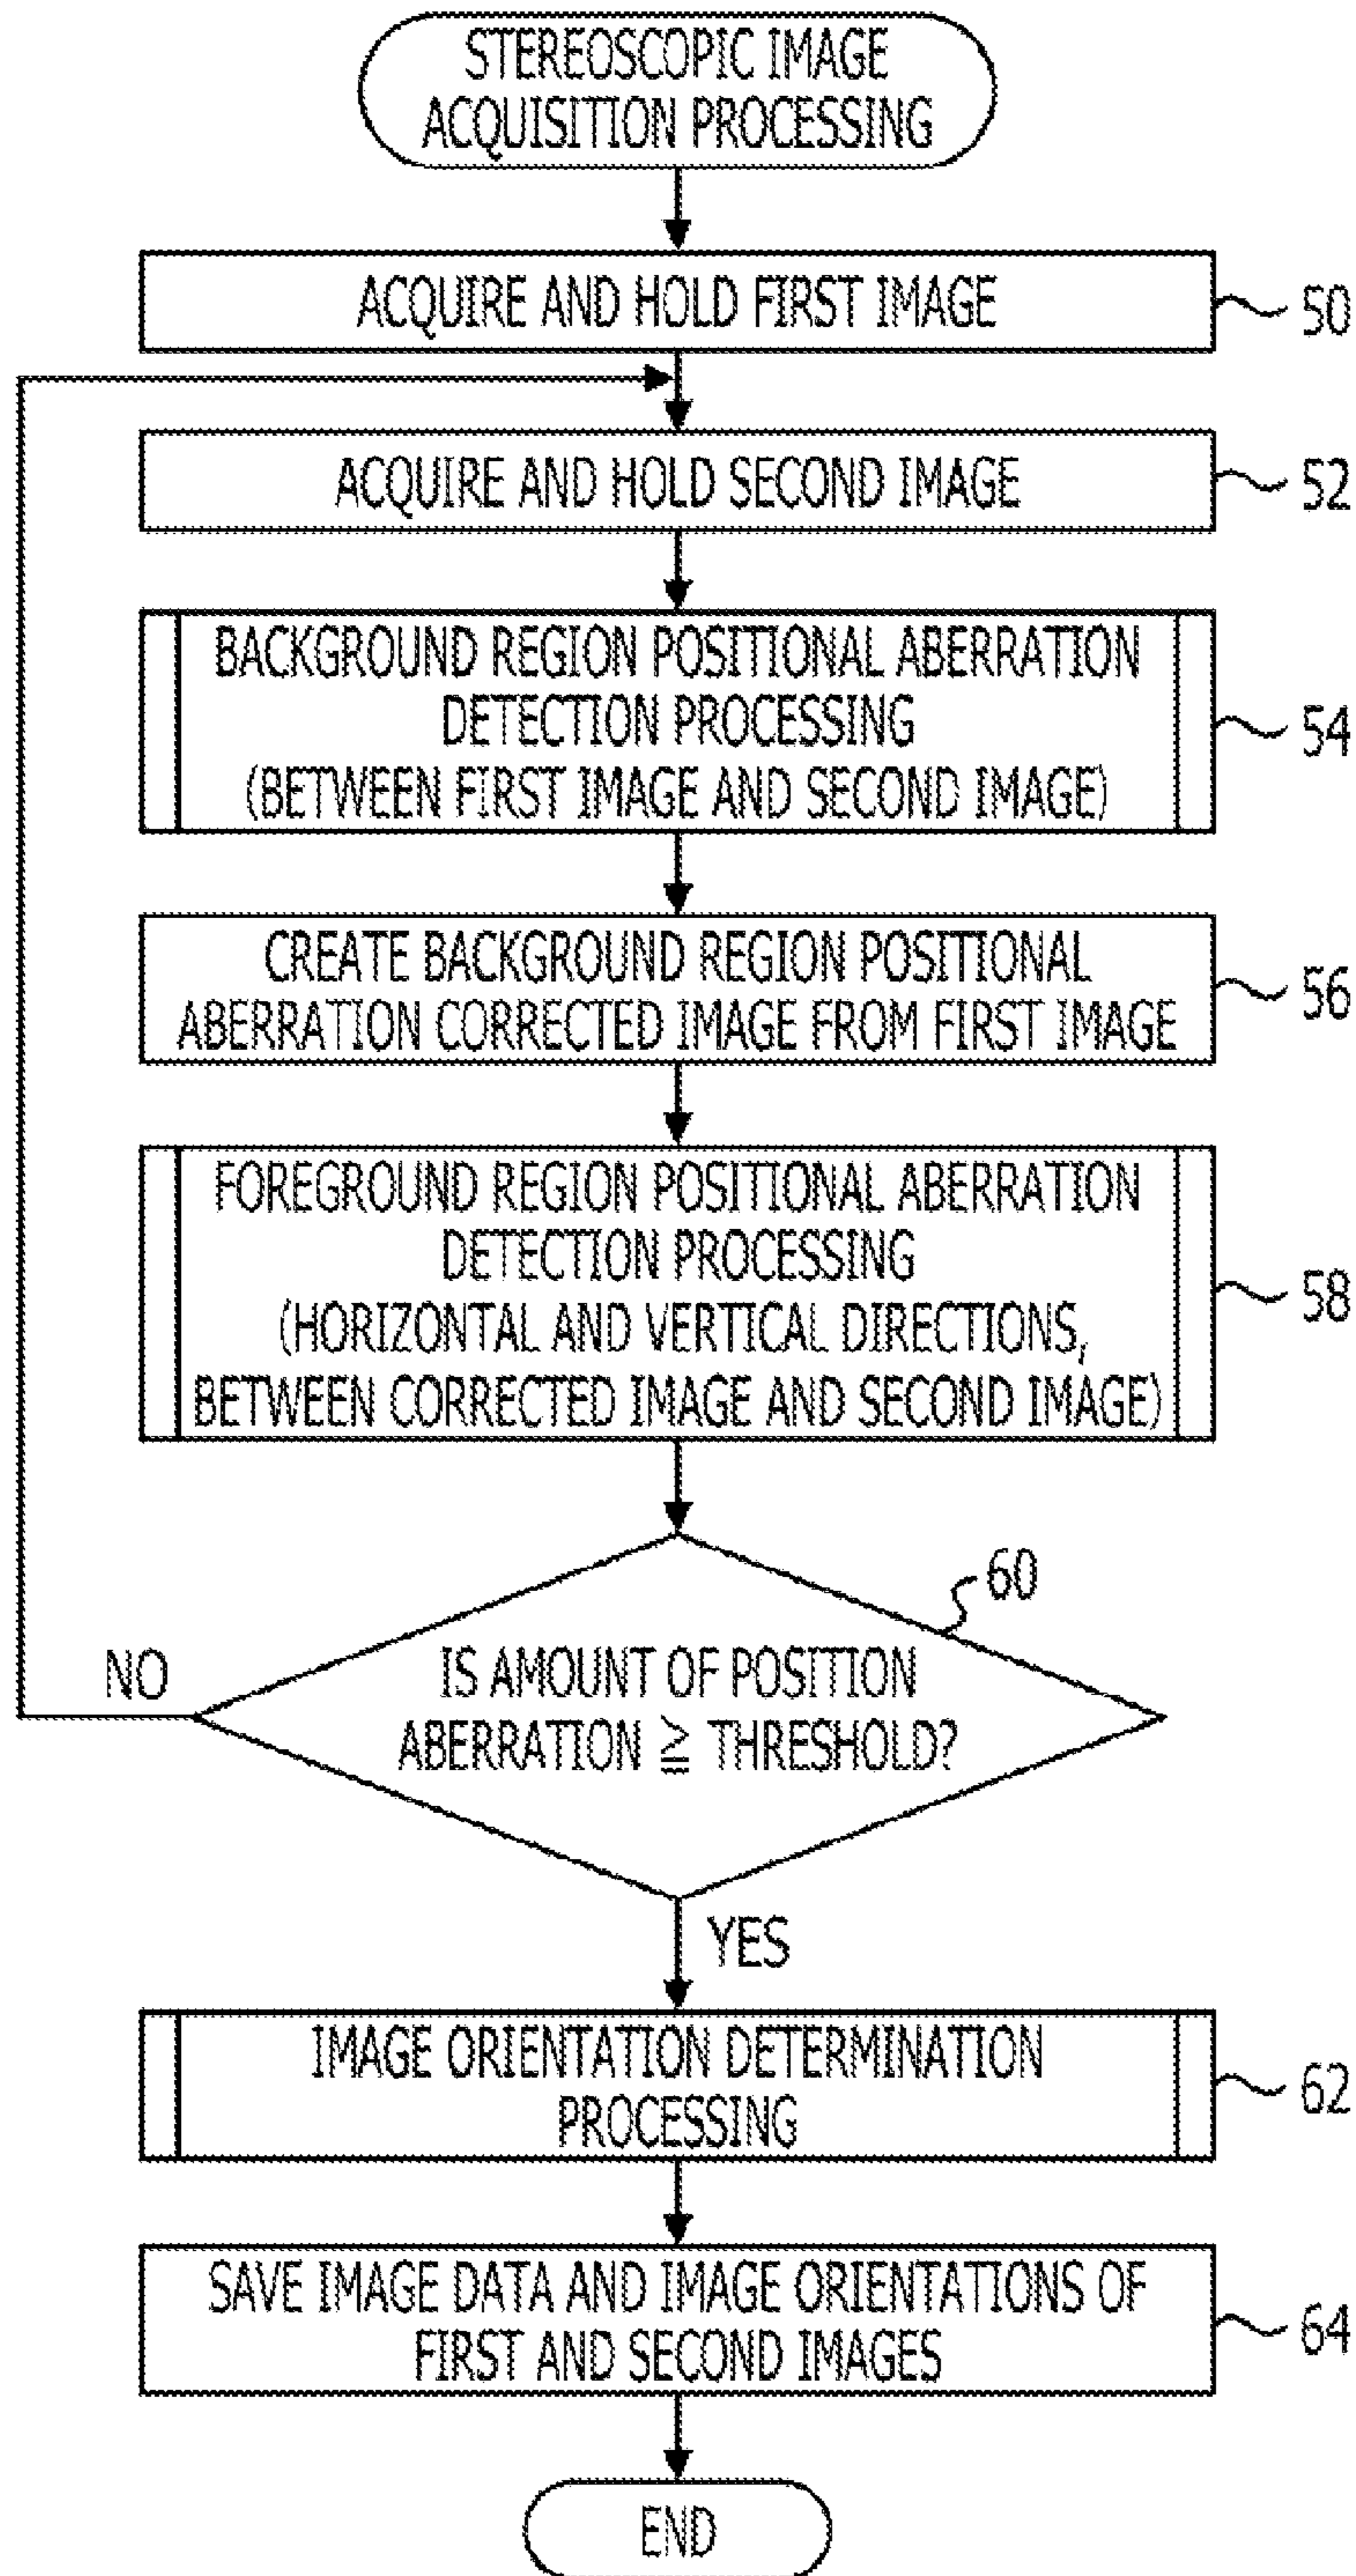 STEREOSCOPIC IMAGE
ACQUISITION PROCESSING
ACQUIRE AND HOLD FIRST IMAGE
50
ACQUIRE AND HOLD SECOND IMAGE
52
BACKGROUND REGION POSITIONAL ABERRATION
DETECTION PROCESSING
(BETWEEN FIRST IMAGE AND SECOND IMAGE)
54
CREATE BACKGROUND REGION POSITIONAL
ABERRATION CORRECTED IMAGE FROM FIRST IMAGE
56
FOREGROUND REGION POSITIONAL ABERRATION
DETECTION PROCESSING
(HORIZONTAL AND VERTICAL DIRECTIONS,
BETWEEN CORRECTED IMAGE AND SECOND IMAGE)
58
60
IS AMOUNT OF POSITION
ABERRATION ≧ THRESHOLD?
NO
YES
IMAGE ORIENTATION DETERMINATION
PROCESSING
62
SAVE IMAGE DATA AND IMAGE ORIENTATIONS OF
FIRST AND SECOND IMAGES
64
END